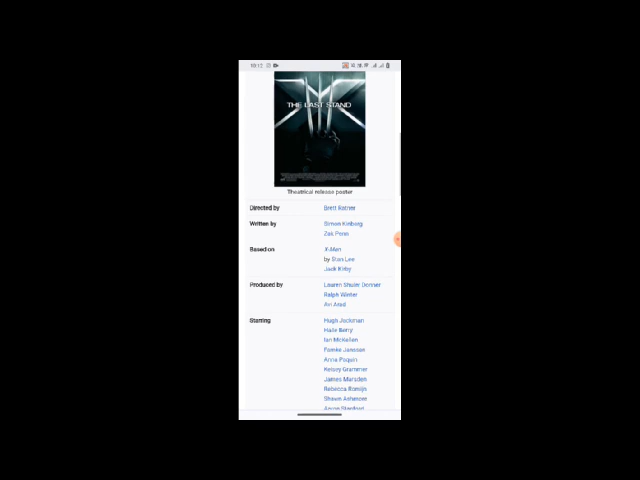 THE LAST STAND
Theatrical release poster
Directed by Brett Ratner
Written by Simon Kinberg
Zak Penn
Based on X-Men
by Stan Lee
Jack Kirby
Produced by Lauren Shuler Donner
Ralph Winter
Avi Arad
Starring Hugh Jackman
Halle Berry
Ian McKellen
Famke Janssen
Anna Paquin
Kelsey Grammer
James Marsden
Rebecca Romijn
Shawn Ashmore
Aaron Stanford